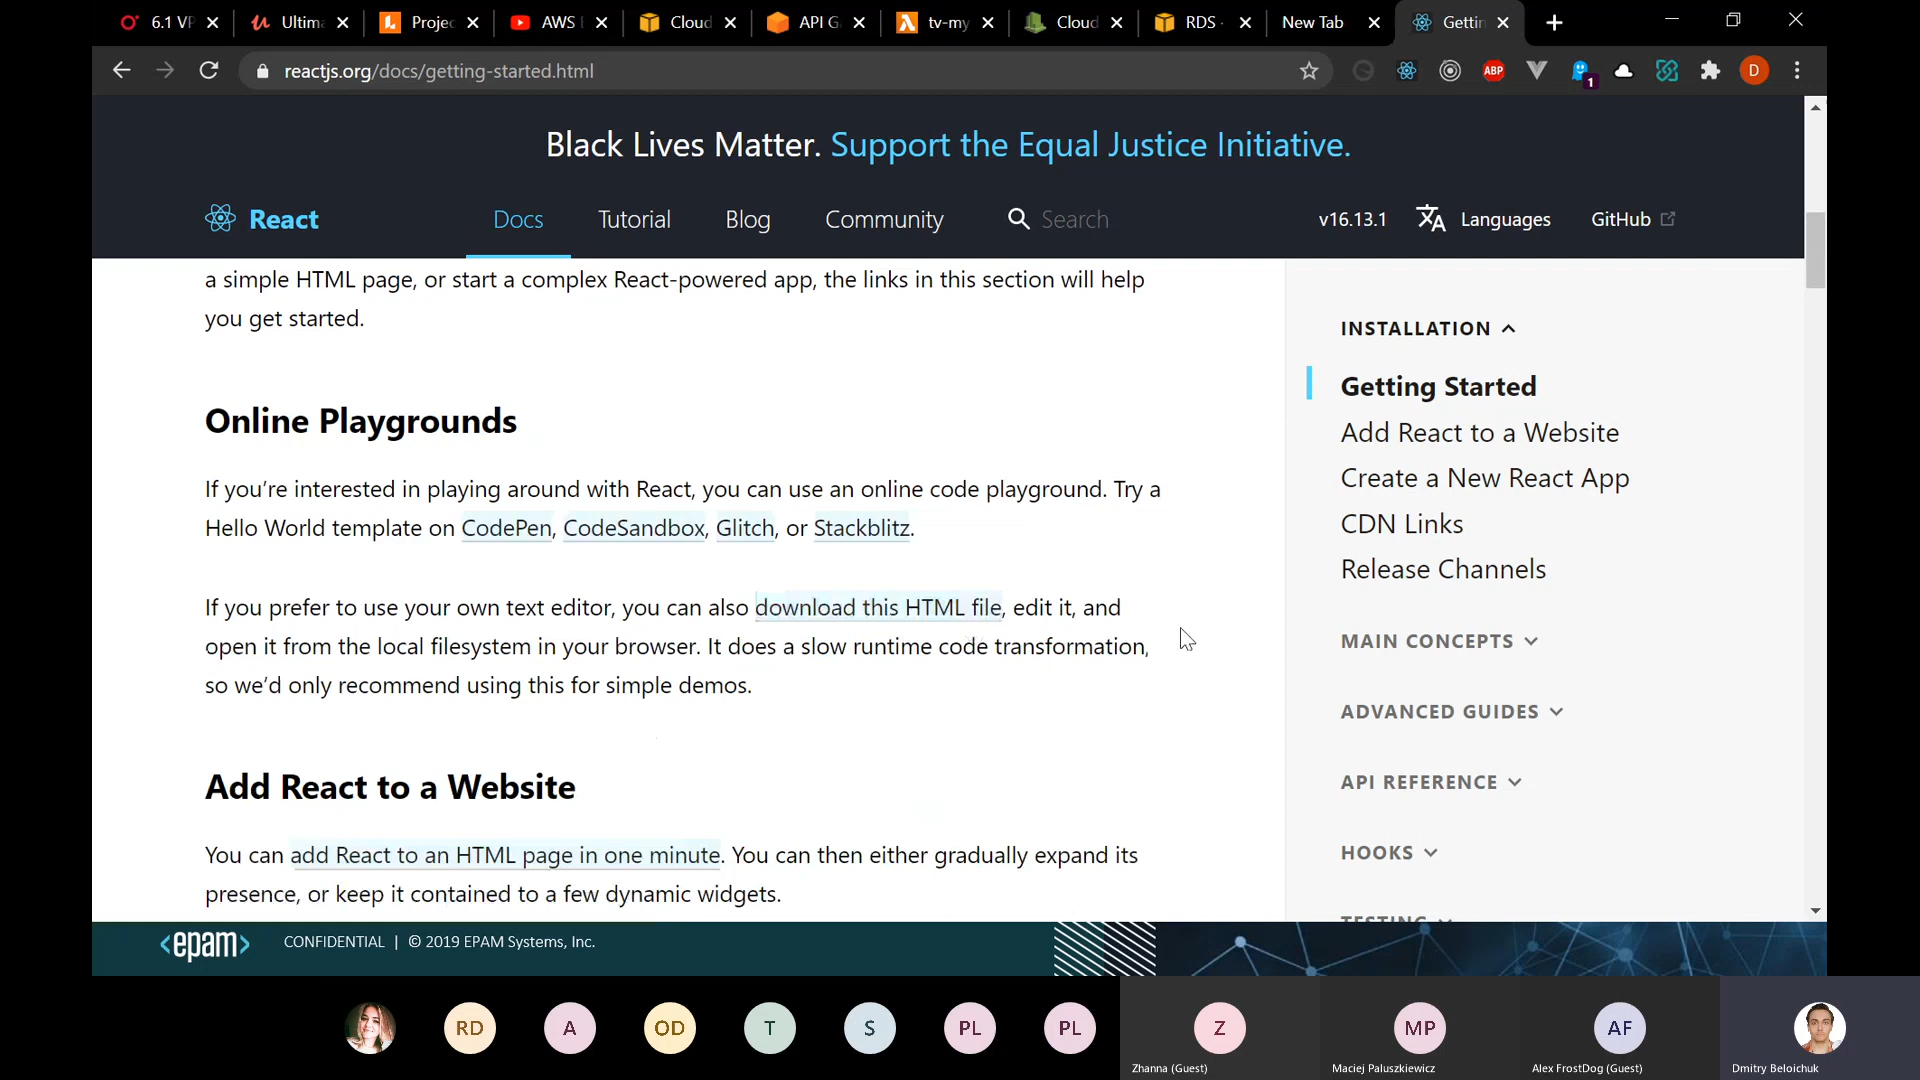 6.1 VP
Ultima
Projec
AWS
Cloud
API G
tv-my
Cloud
RDS -
New Tab
Gettin
reactjs.org/docs/getting-started.html
ABP
1
D
Black Lives Matter. Support the Equal Justice Initiative.
React
Docs
Tutorial
Blog
Community
Search
v16.13.1
Languages
GitHub
a simple HTML page, or start a complex React-powered app, the links in this section will help
you get started.
Online Playgrounds
If you’re interested in playing around with React, you can use an online code playground. Try a
Hello World template on CodePen, CodeSandbox, Glitch, or Stackblitz.
If you prefer to use your own text editor, you can also download this HTML file, edit it, and
open it from the local filesystem in your browser. It does a slow runtime code transformation,
so we’d only recommend using this for simple demos.
Add React to a Website
You can add React to an HTML page in one minute. You can then either gradually expand its
presence, or keep it contained to a few dynamic widgets.
INSTALLATION
Getting Started
Add React to a Website
Create a New React App
CDN Links
Release Channels
MAIN CONCEPTS
ADVANCED GUIDES
API REFERENCE
HOOKS
TESTING
<epam>
CONFIDENTIAL | © 2019 EPAM Systems, Inc.
RD
A
OD
T
S
PL
PL
Z
MP
AF
Zhanna (Guest)
Maciej Paluszkiewicz
Alex FrostDog (Guest)
Dmitry Beloichuk